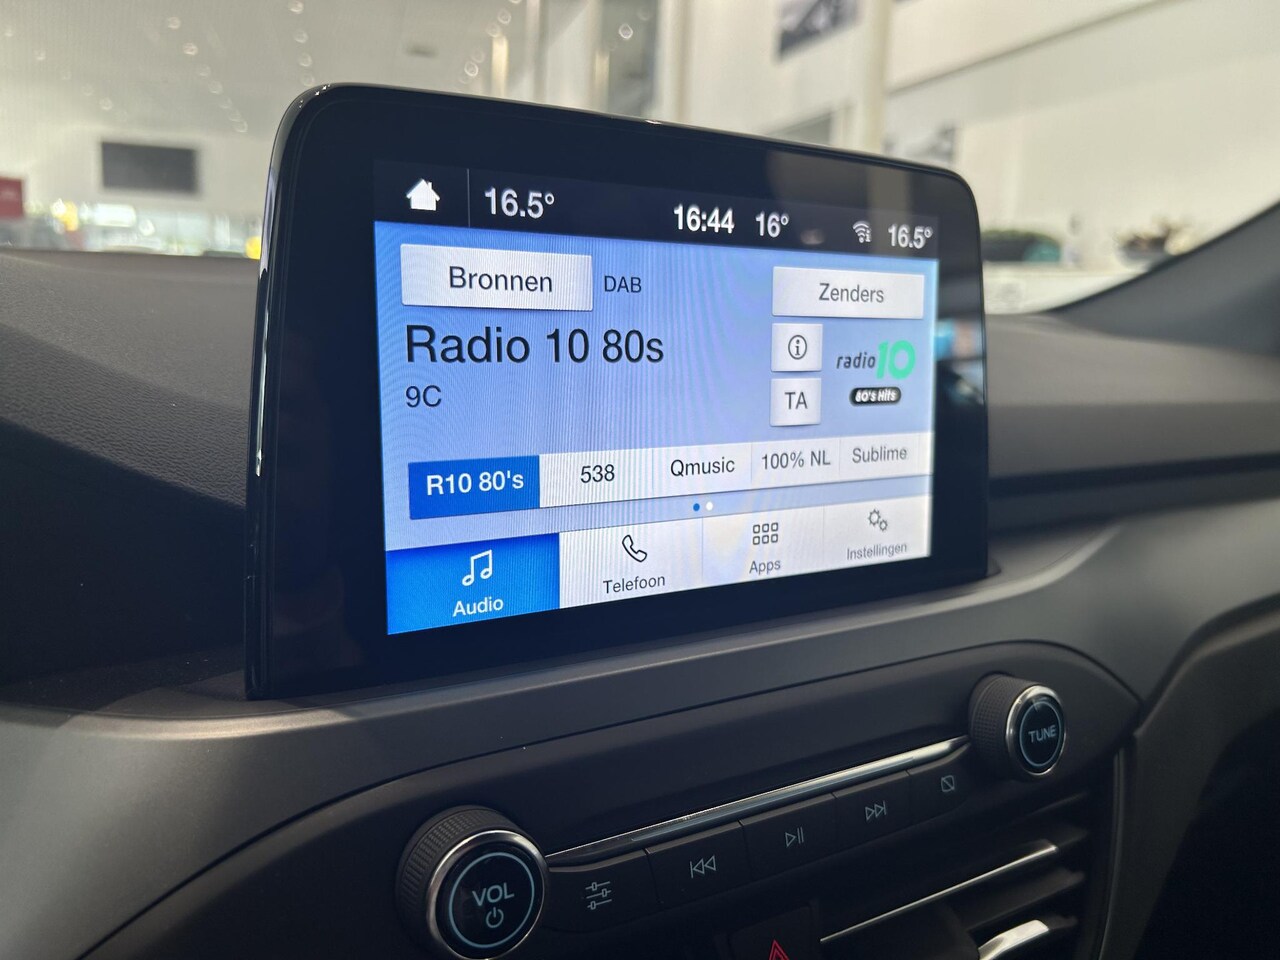 16.5° 16:44 16° 16.5°
Bronnen DAB Zenders
Radio 10 80s
9C
TA
radio 10
80's Hits
R10 80's 538 Qmusic 100% NL Sublime
Audio Telefoon Apps Instellingen
TUNE
VOL